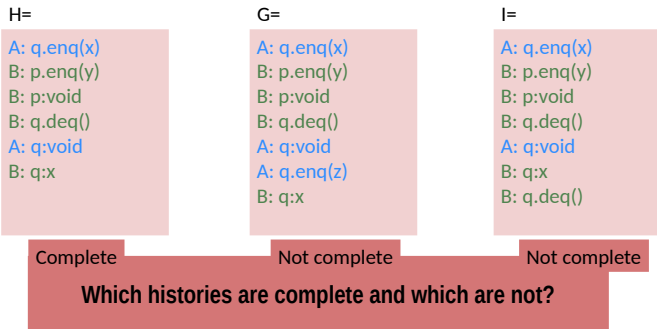 H=
A: q.enq(x)
B: p.enq(y)
B: p:void
B: q.deq()
A: q:void
B: q:x
G=
A: q.enq(x)
B: p.enq(y)
B: p:void
B: q.deq()
A: q:void
A: q.enq(z)
B: q:x
I=
A: q.enq(x)
B: p.enq(y)
B: p:void
B: q.deq()
A: q:void
B: q:x
B: q.deq()
Complete
Not complete
Not complete
Which histories are complete and which are not?